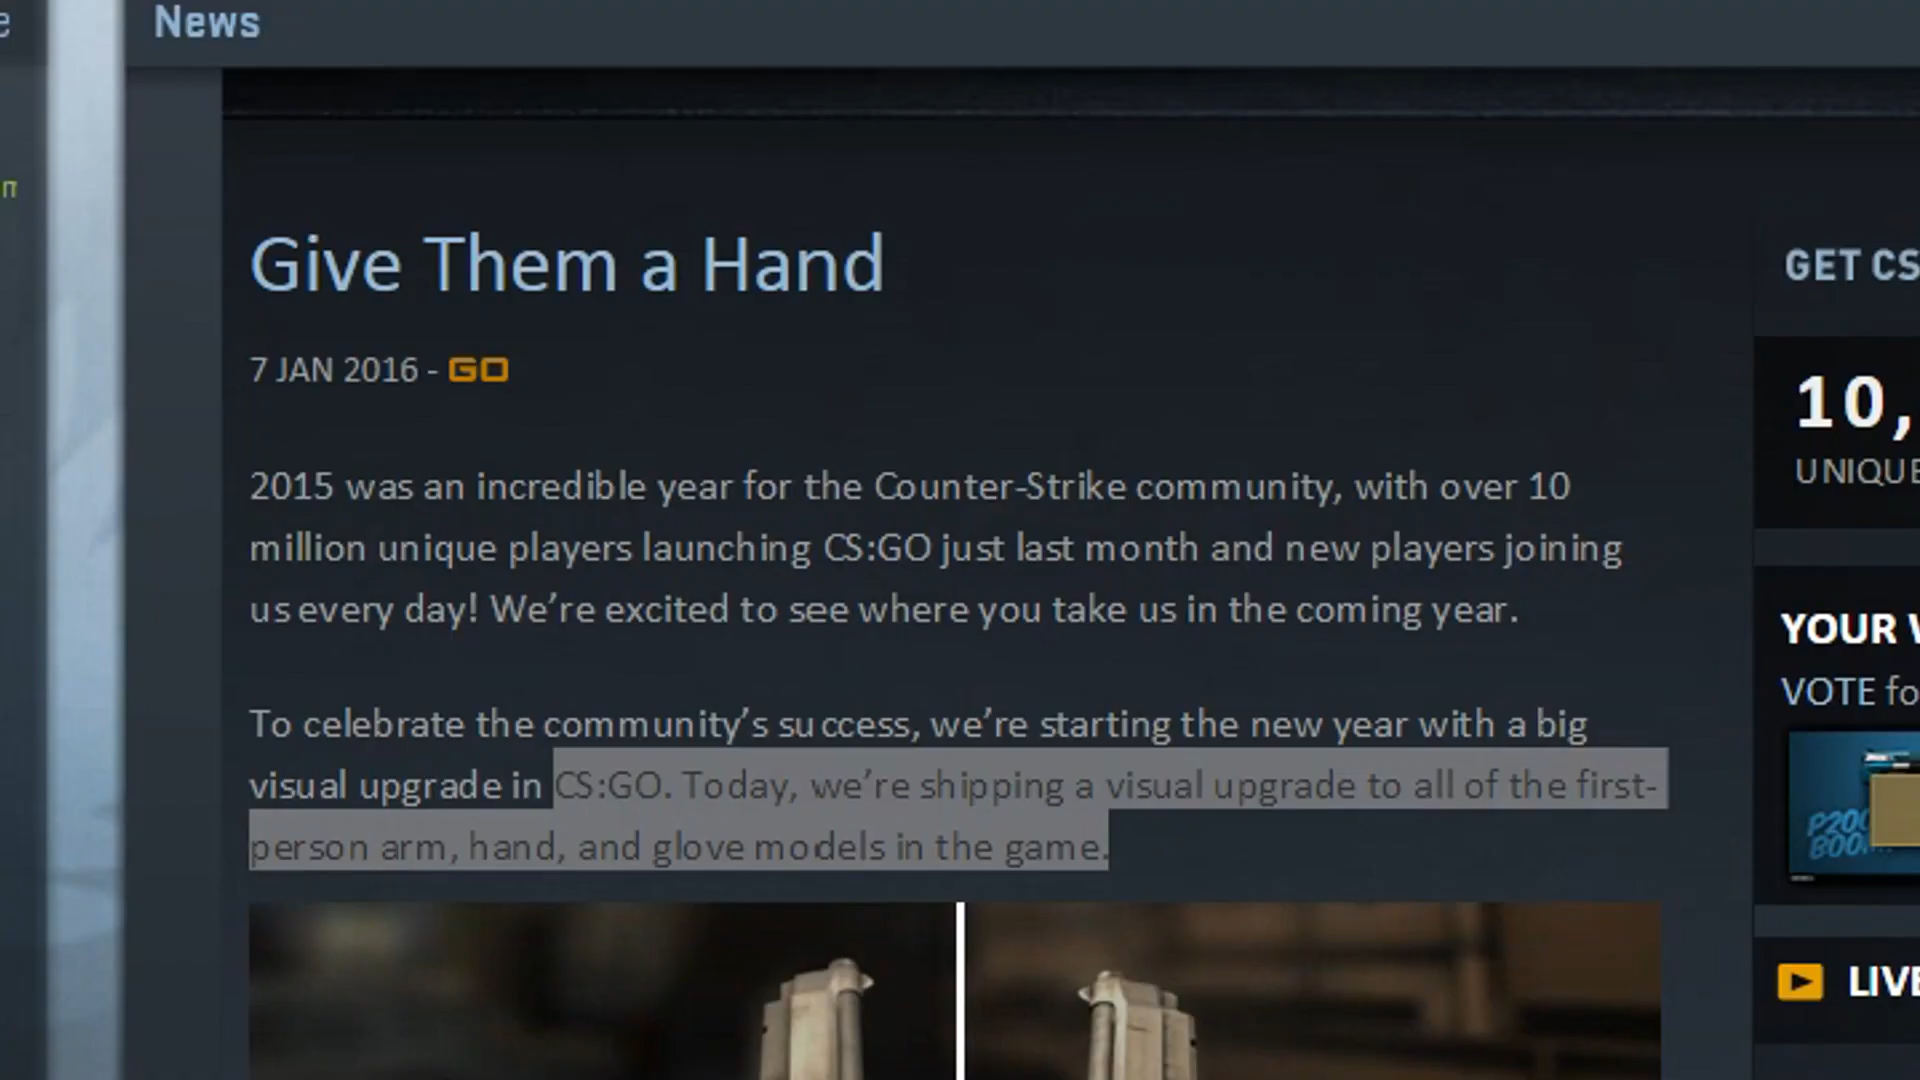 News
Give Them a Hand
7 JAN 2016 - GO
2015 was an incredible year for the Counter-Strike community, with over 10
million unique players launching CS:GO just last month and new players joining
us every day! We’re excited to see where you take us in the coming year.
To celebrate the community’s success, we’re starting the new year with a big
visual upgrade in CS:GO. Today, we’re shipping a visual upgrade to all of the first-
person arm, hand, and glove models in the game.
GET CS
10,
UNIQUE
YOUR
VOTE fo
P200
LIVE